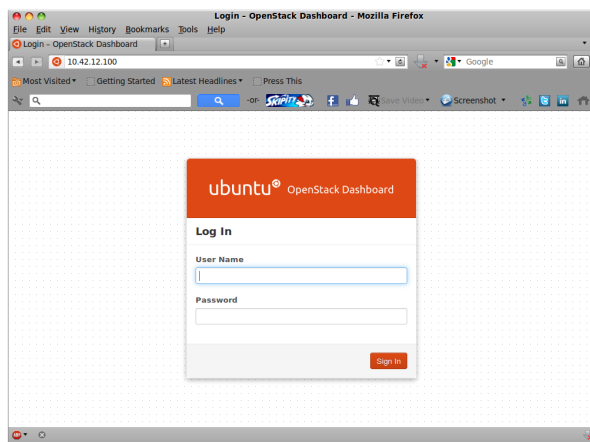 Login – OpenStack Dashboard - Mozilla Firefox
File Edit View History Bookmarks Tools Help
Login – OpenStack Dashboard
10.42.12.100 Google
Most Visited Getting Started Latest Headlines Press This
-or- SKIPITY Save Video Screenshot
ubuntu OpenStack Dashboard
Log In
User Name
Password
Sign In
ABP